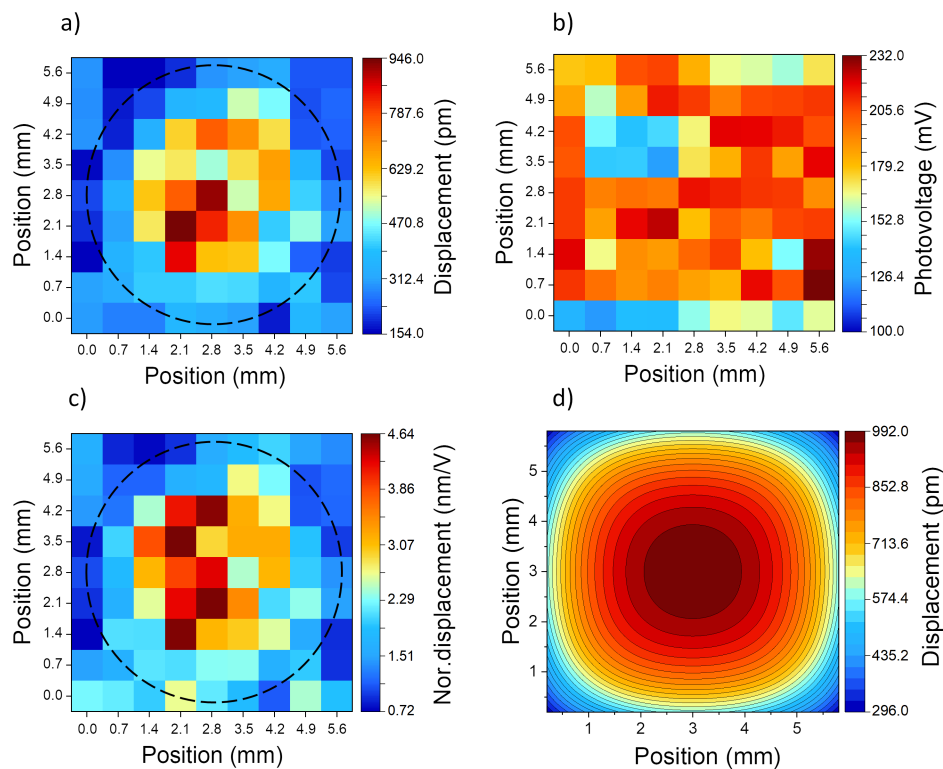 a)
5.6
4.9
4.2
3.5
2.8
2.1
1.4
0.7
0.0
Position (mm)
0.0 0.7 1.4 2.1 2.8 3.5 4.2 4.9 5.6
Position (mm)
946.0
787.6
629.2
470.8
312.4
154.0
Displacement (pm)
b)
5.6
4.9
4.2
3.5
2.8
2.1
1.4
0.7
0.0
Position (mm)
0.0 0.7 1.4 2.1 2.8 3.5 4.2 4.9 5.6
Position (mm)
232.0
205.6
179.2
152.8
126.4
100.0
Photovoltage (mV)
c)
5.6
4.9
4.2
3.5
2.8
2.1
1.4
0.7
0.0
Position (mm)
0.0 0.7 1.4 2.1 2.8 3.5 4.2 4.9 5.6
Position (mm)
4.64
3.86
3.07
2.29
1.51
0.72
Nor.displacement (nm/V)
d)
5
4
3
2
1
Position (mm)
1 2 3 4 5
Position (mm)
992.0
852.8
713.6
574.4
435.2
296.0
Displacement (pm)